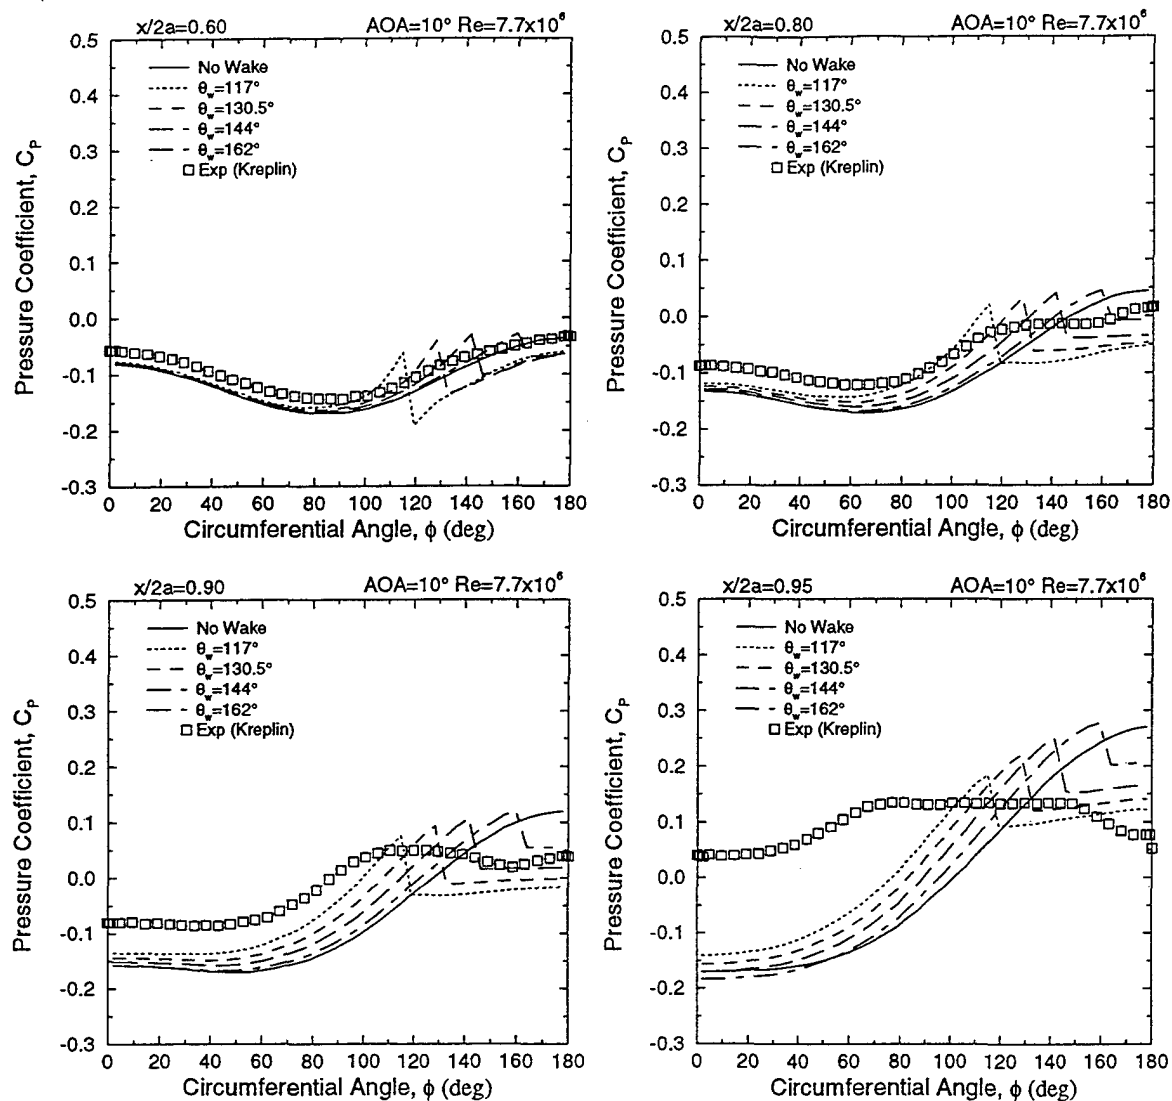 x/2a=0.60 AOA=10° Re=7.7x10⁶
0.5
0.4
0.3
0.2
0.1
0.0
-0.1
-0.2
-0.3
Pressure Coefficient, Cₚ
No Wake
θw=117°
θw=130.5°
θw=144°
θw=162°
Exp (Kreplin)
0 20 40 60 80 100 120 140 160 180
Circumferential Angle, ϕ (deg)
x/2a=0.80 AOA=10° Re=7.7x10⁶
0.5
0.4
0.3
0.2
0.1
0.0
-0.1
-0.2
-0.3
Pressure Coefficient, Cₚ
No Wake
θw=117°
θw=130.5°
θw=144°
θw=162°
Exp (Kreplin)
0 20 40 60 80 100 120 140 160 180
Circumferential Angle, ϕ (deg)
x/2a=0.90 AOA=10° Re=7.7x10⁶
0.5
0.4
0.3
0.2
0.1
0.0
-0.1
-0.2
-0.3
Pressure Coefficient, Cₚ
No Wake
θw=117°
θw=130.5°
θw=144°
θw=162°
Exp (Kreplin)
0 20 40 60 80 100 120 140 160 180
Circumferential Angle, ϕ (deg)
x/2a=0.95 AOA=10° Re=7.7x10⁶
0.5
0.4
0.3
0.2
0.1
0.0
-0.1
-0.2
-0.3
Pressure Coefficient, Cₚ
No Wake
θw=117°
θw=130.5°
θw=144°
θw=162°
Exp (Kreplin)
0 20 40 60 80 100 120 140 160 180
Circumferential Angle, ϕ (deg)